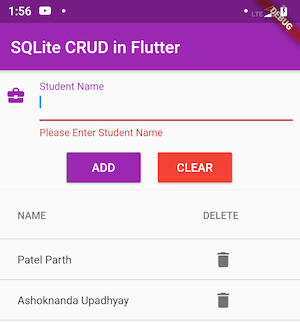 1:56
LTE
DEBUG
SQLite CRUD in Flutter
Student Name
Please Enter Student Name
ADD
CLEAR
NAME
DELETE
Patel Parth
Ashoknanda Upadhyay